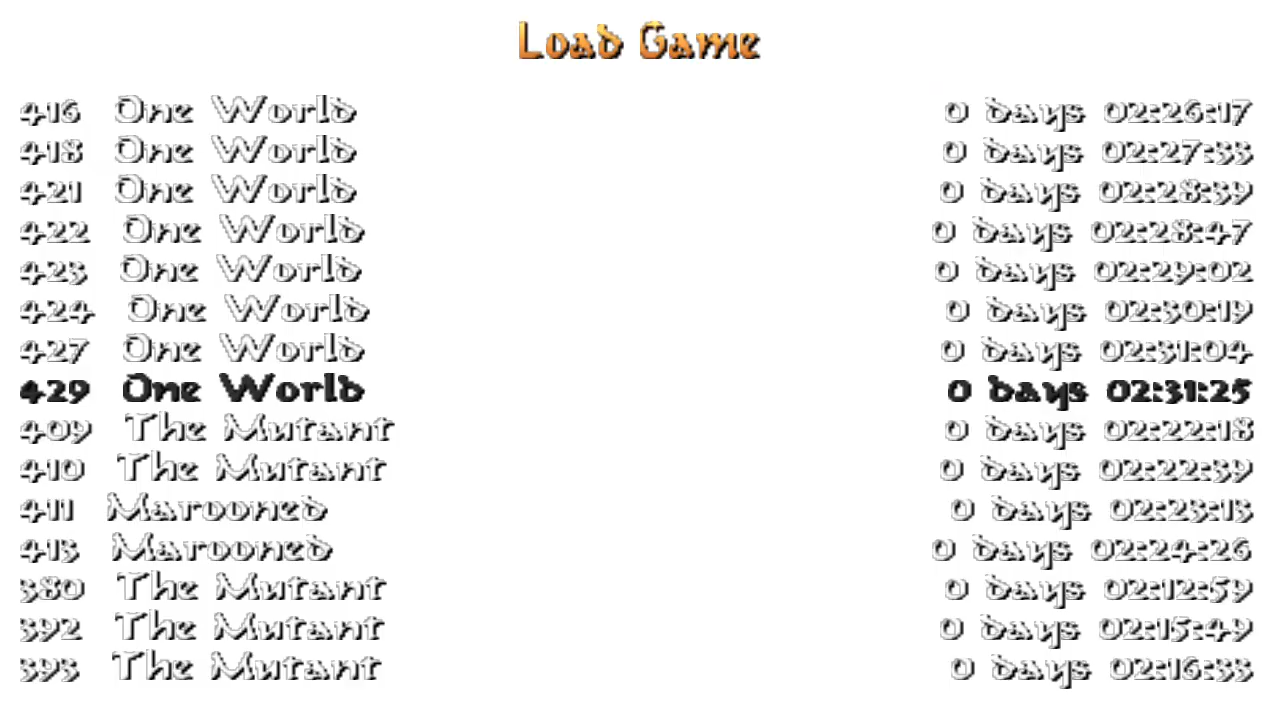 Load Game
416 One World 0 days 02:26:17
418 One World 0 days 02:27:33
421 One World 0 days 02:28:39
422 One World 0 days 02:28:47
423 One World 0 days 02:29:02
424 One World 0 days 02:30:19
427 One World 0 days 02:31:04
429 One World 0 days 02:31:25
409 The Mutant 0 days 02:22:18
410 The Mutant 0 days 02:22:39
411 Marooned 0 days 02:23:13
413 Marooned 0 days 02:24:26
380 The Mutant 0 days 02:12:59
392 The Mutant 0 days 02:15:49
393 The Mutant 0 days 02:16:33